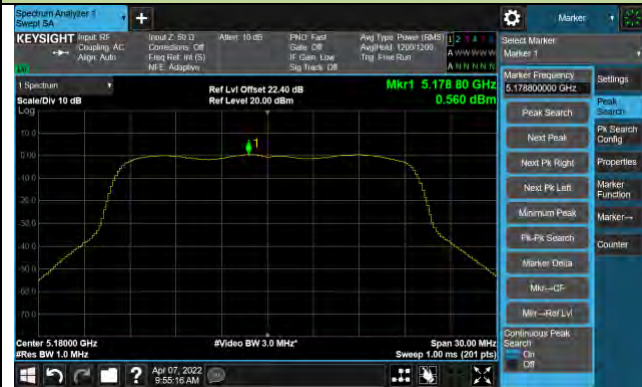 Spectrum Analyzer 1
Swept SA
Marker
KEYSIGHT Input: RF
Coupling: AC
Align: Auto
Input Z: 50 Ω
Corrections: Off
Freq Ref: Int (S)
NFE: Adaptive
Atten: 10 dB
PNO: Fast
Gate: Off
IF Gain: Low
Sig Track: Off
Avg Type: Power (RMS)
Avg|Hold: 1200/1200
Trig: Free Run
Select Marker
Marker 1
1 Spectrum
Scale/Div 10 dB
Log
Ref Lvl Offset 22.40 dB
Ref Level 20.00 dBm
Mkr1 5.178 80 GHz
0.560 dBm
10.0
0.00
-10.0
-20.0
-30.0
-40.0
-50.0
-60.0
-70.0
1
Center 5.18000 GHz
#Res BW 1.0 MHz
#Video BW 3.0 MHz*
Span 30.00 MHz
Sweep 1.00 ms (201 pts)
Marker Frequency
5.178800000 GHz
Peak Search
Next Peak
Next Pk Right
Next Pk Left
Minimum Peak
Pk-Pk Search
Marker Delta
Mkr→CF
Mkr→Ref Lvl
Continuous Peak
Search
On
Off
Settings
Peak
Search
Pk Search
Config
Properties
Marker
Function
Marker→
Counter
Apr 07, 2022
9:55:16 AM